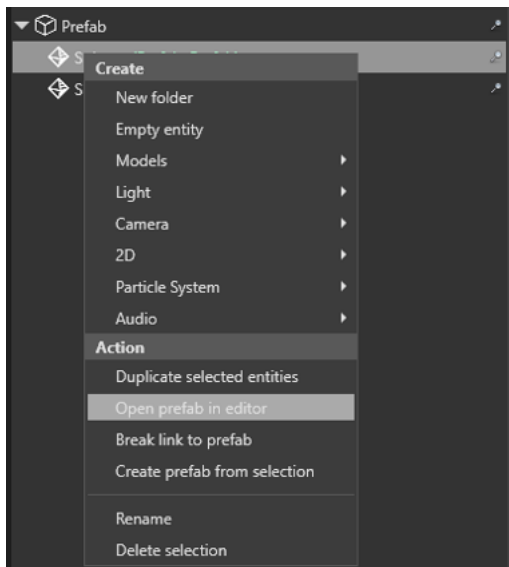 Prefab
S
Create
S
New folder
Empty entity
Models
Light
Camera
2D
Particle System
Audio
Action
Duplicate selected entities
Open prefab in editor
Break link to prefab
Create prefab from selection
Rename
Delete selection